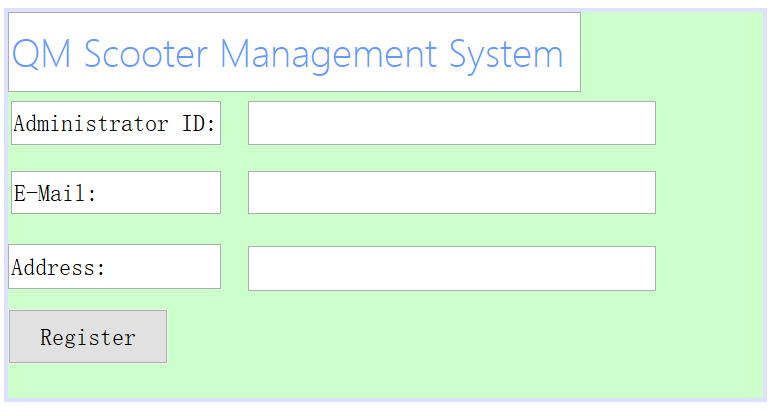 QM Scooter Management System
Administrator ID:
E-Mail:
Address:
Register